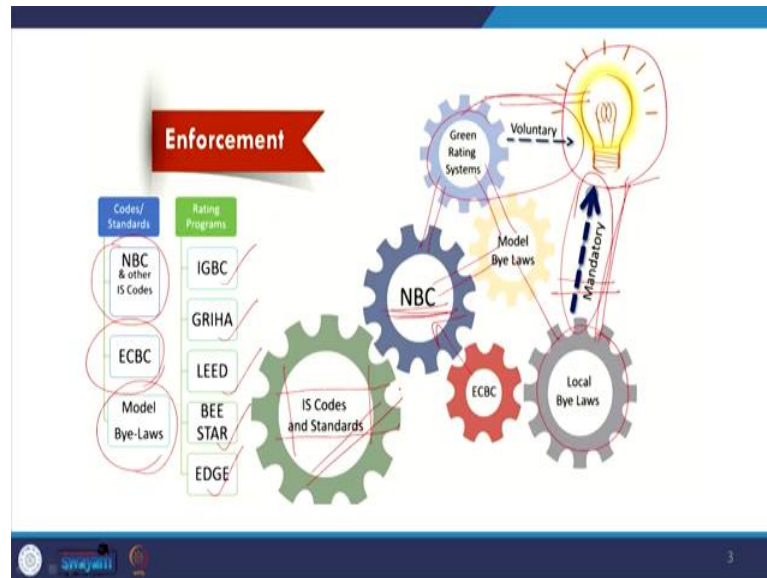 Enforcement
Codes/
Standards
NBC
& other
IS Codes
ECBC
Model
Bye-Laws
Rating
Programs
IGBC
GRIHA
LEED
BEE
STAR
EDGE
IS Codes
and Standards
NBC
Green
Rating
Systems
Voluntary
Model
Bye Laws
ECBC
Local
Bye Laws
Mandatory
swayam
3